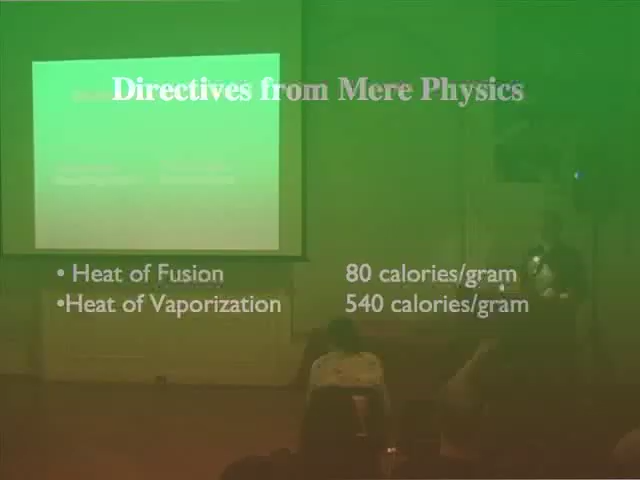 Directives from Mere Physics
• Heat of Fusion 80 calories/gram
•Heat of Vaporization 540 calories/gram